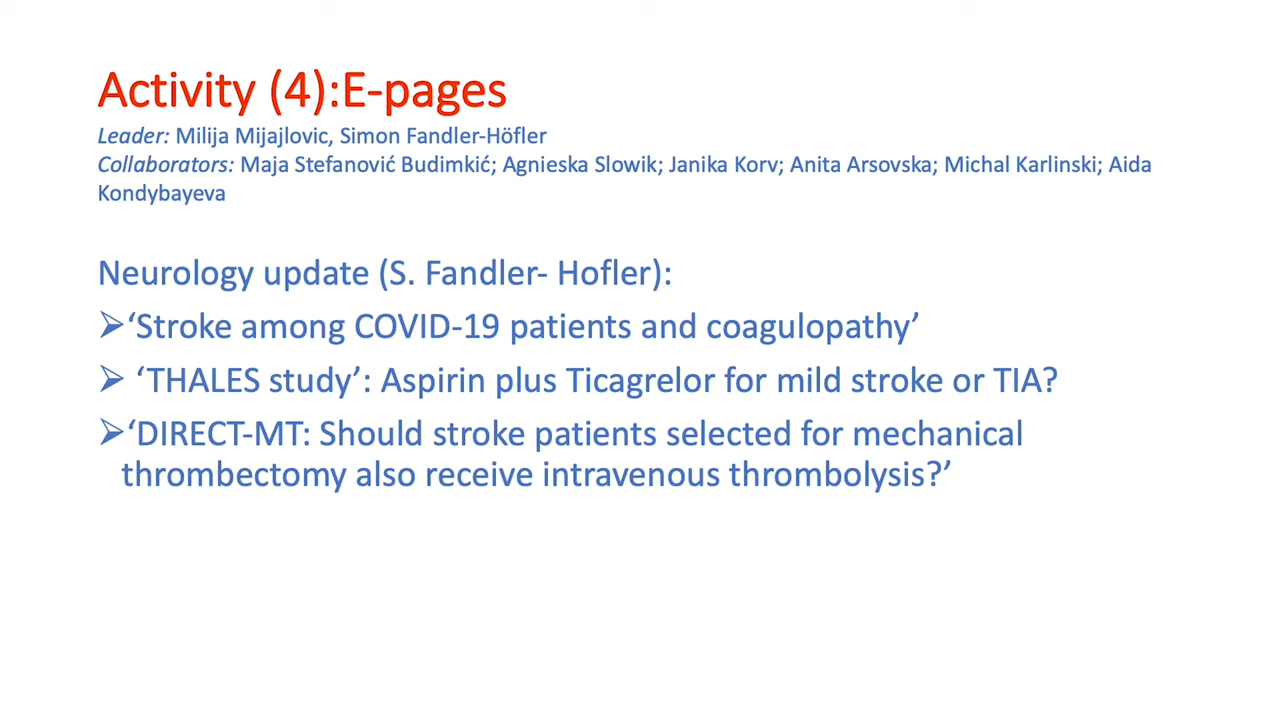 Activity (4):E-pages
Leader: Milija Mijajlovic, Simon Fandler-Höfler
Collaborators: Maja Stefanović Budimkić; Agnieska Slowik; Janika Korv; Anita Arsovska; Michal Karlinski; Aida
Kondybayeva
Neurology update (S. Fandler- Hofler):
➢‘Stroke among COVID-19 patients and coagulopathy’
➢ ‘THALES study’: Aspirin plus Ticagrelor for mild stroke or TIA?
➢‘DIRECT-MT: Should stroke patients selected for mechanical
thrombectomy also receive intravenous thrombolysis?’